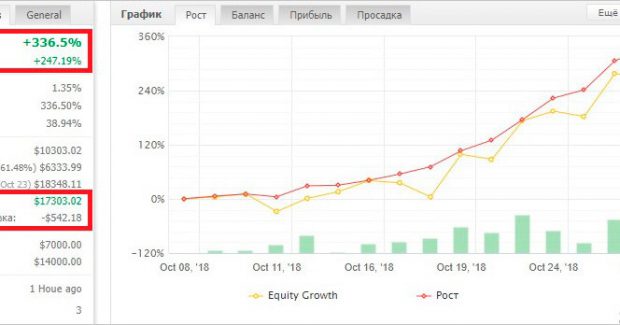 General
+336.5%
+247.19%
1.35%
336.50%
38.94%
$10303.02
(61.48%) $6333.99
(Oct 23) $18348.11
$17303.02
-$542.18
$7000.00
$14000.00
1 Houe ago
3
График Рост Баланс Прибыль Просадка Ещё
360%
240%
120%
0%
-120%
Oct 08, '18 Oct 11, '18 Oct 16, '18 Oct 19, '18 Oct 24, '18
Equity Growth Рост